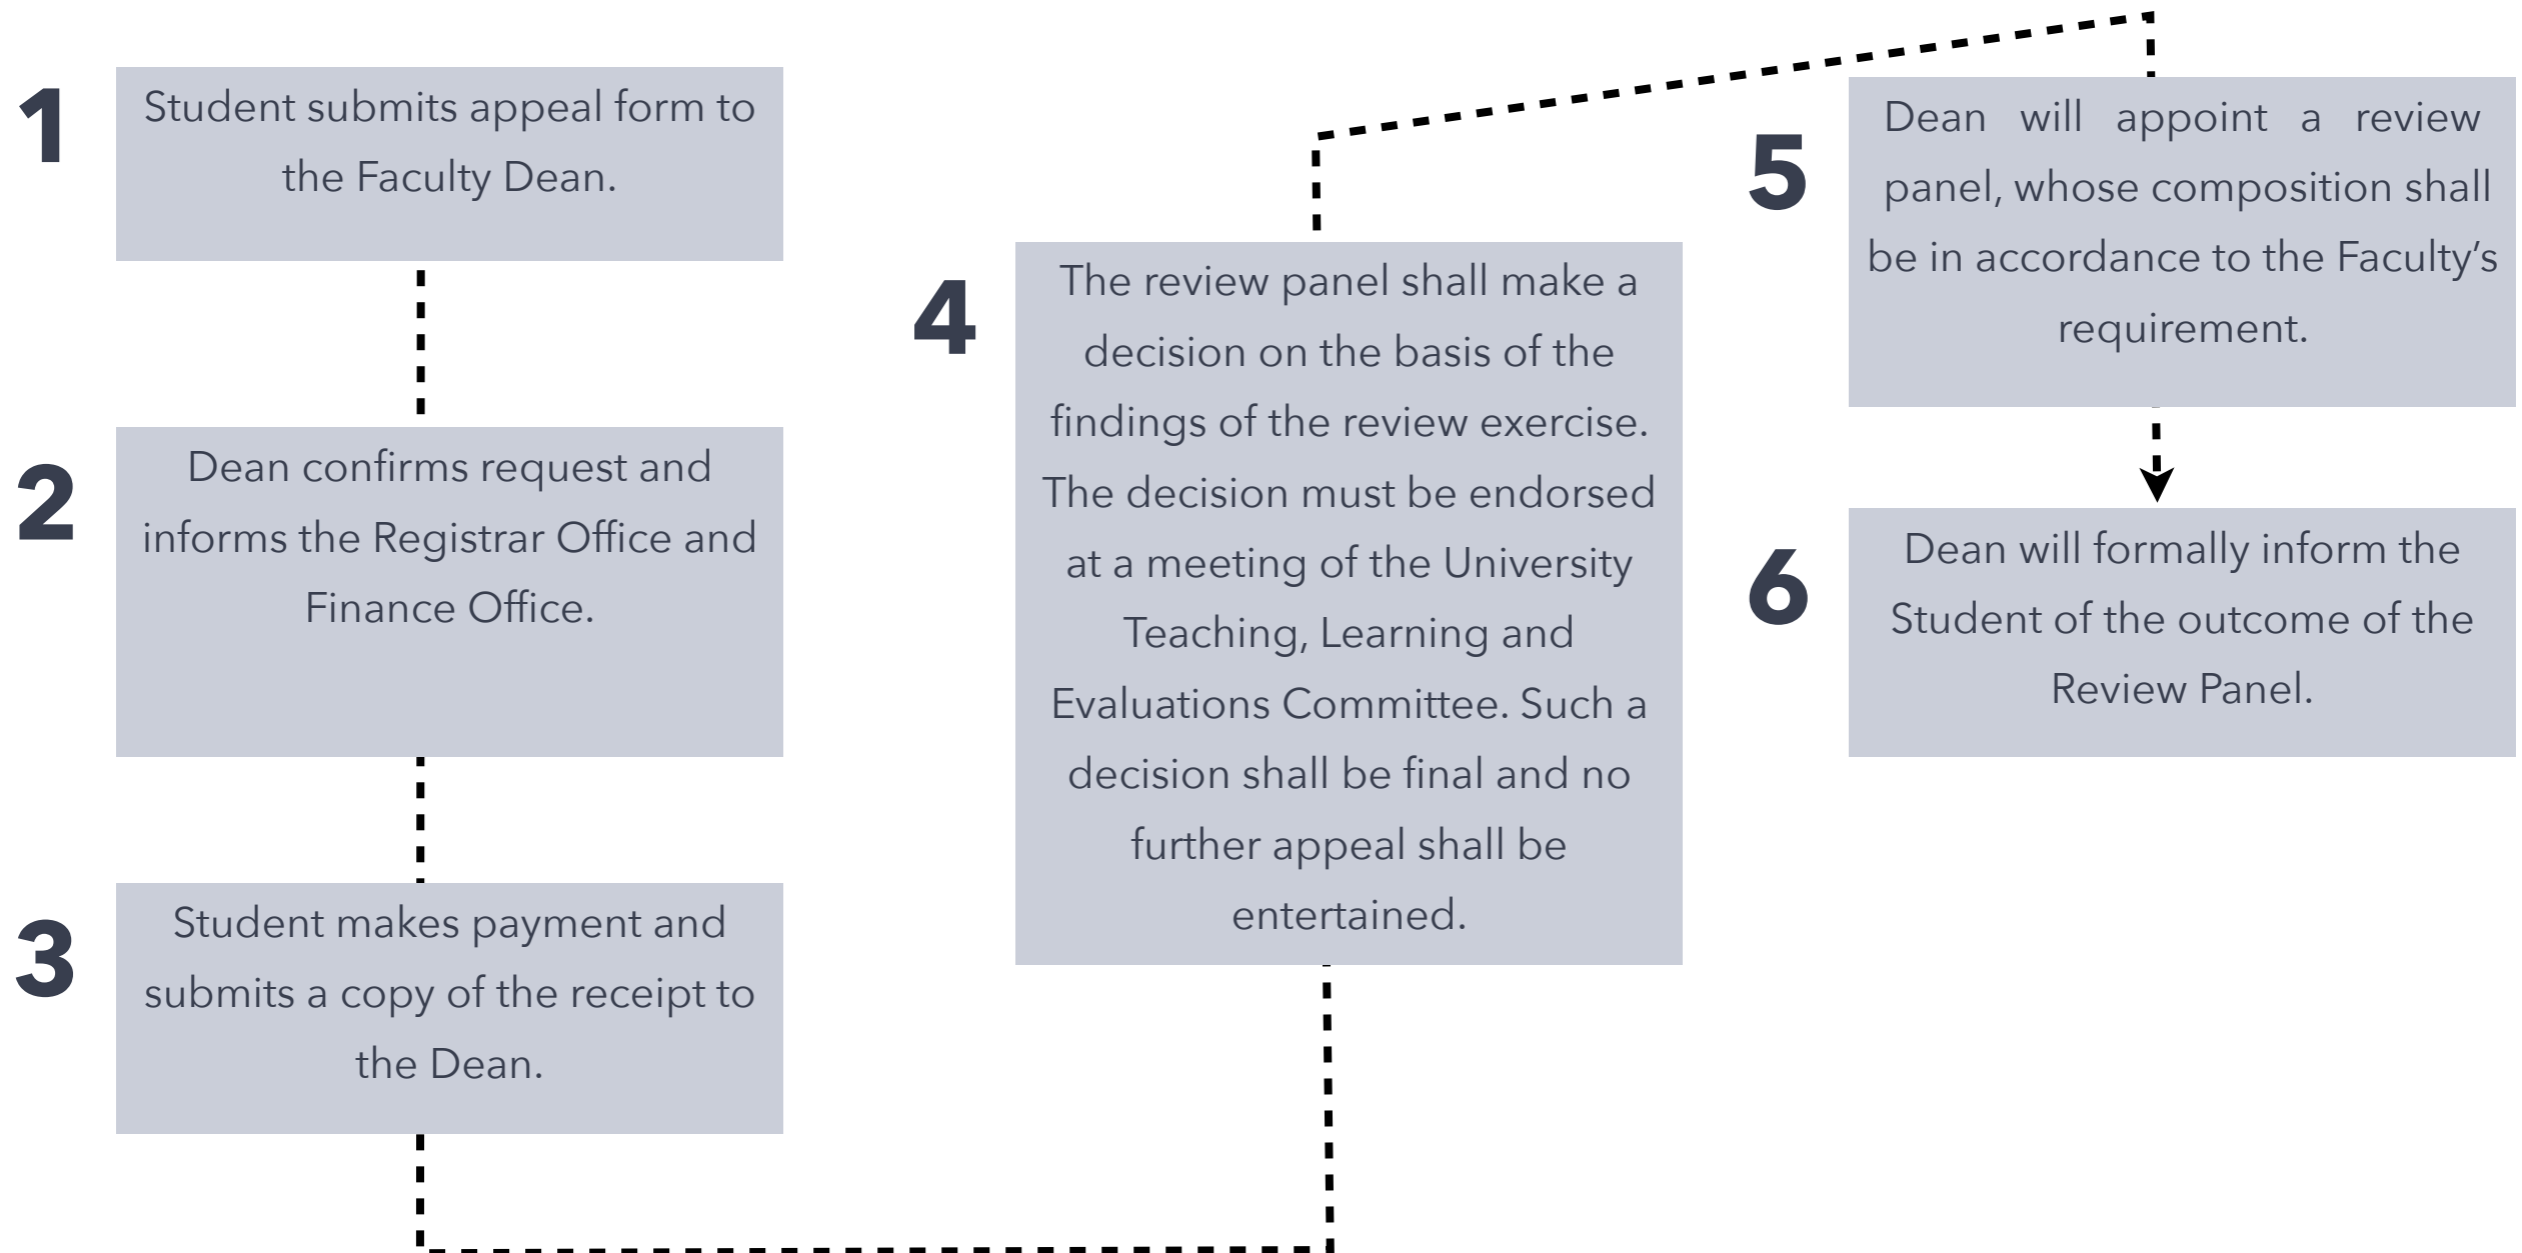 1
Student submits appeal form to
the Faculty Dean.
2
Dean confirms request and
informs the Registrar Office and
Finance Office.
3
Student makes payment and
submits a copy of the receipt to
the Dean.
4
The review panel shall make a
decision on the basis of the
findings of the review exercise.
The decision must be endorsed
at a meeting of the University
Teaching, Learning and
Evaluations Committee. Such a
decision shall be final and no
further appeal shall be
entertained.
5
Dean will appoint a review
panel, whose composition shall
be in accordance to the Faculty’s
requirement.
6
Dean will formally inform the
Student of the outcome of the
Review Panel.